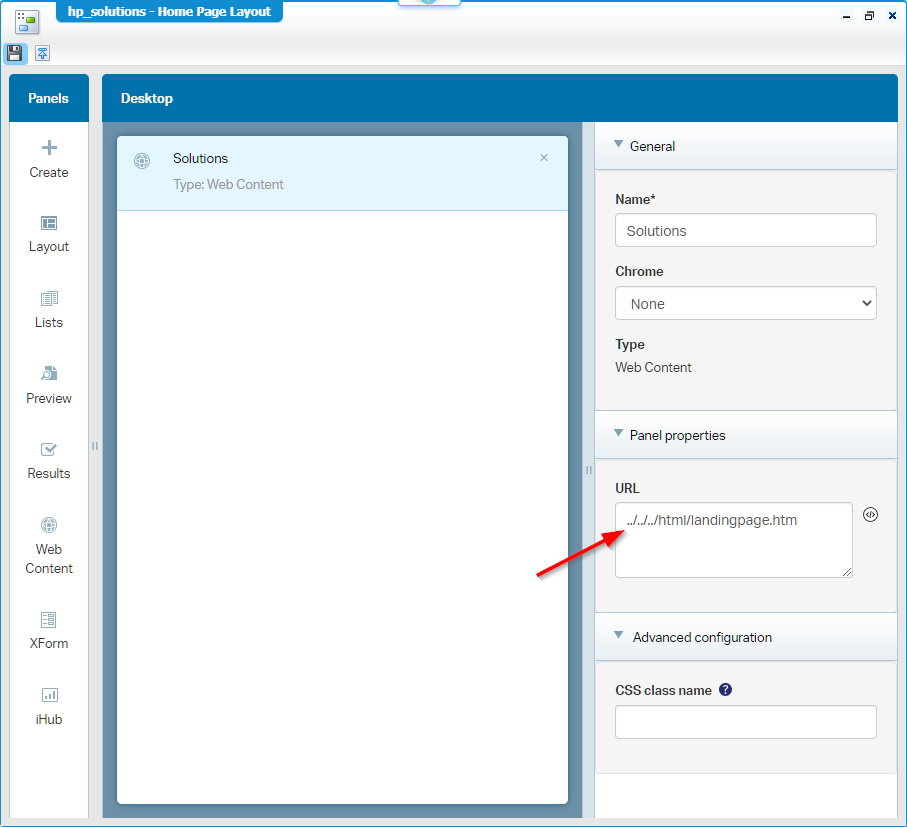 hp_solutions - Home Page Layout
Panels
Desktop
Create
Layout
Lists
Preview
Results
Web
Content
XForm
iHub
Solutions
Type: Web Content
General
Name*
Solutions
Chrome
None
Type
Web Content
Panel properties
URL
../../../html/landingpage.htm
Advanced configuration
CSS class name